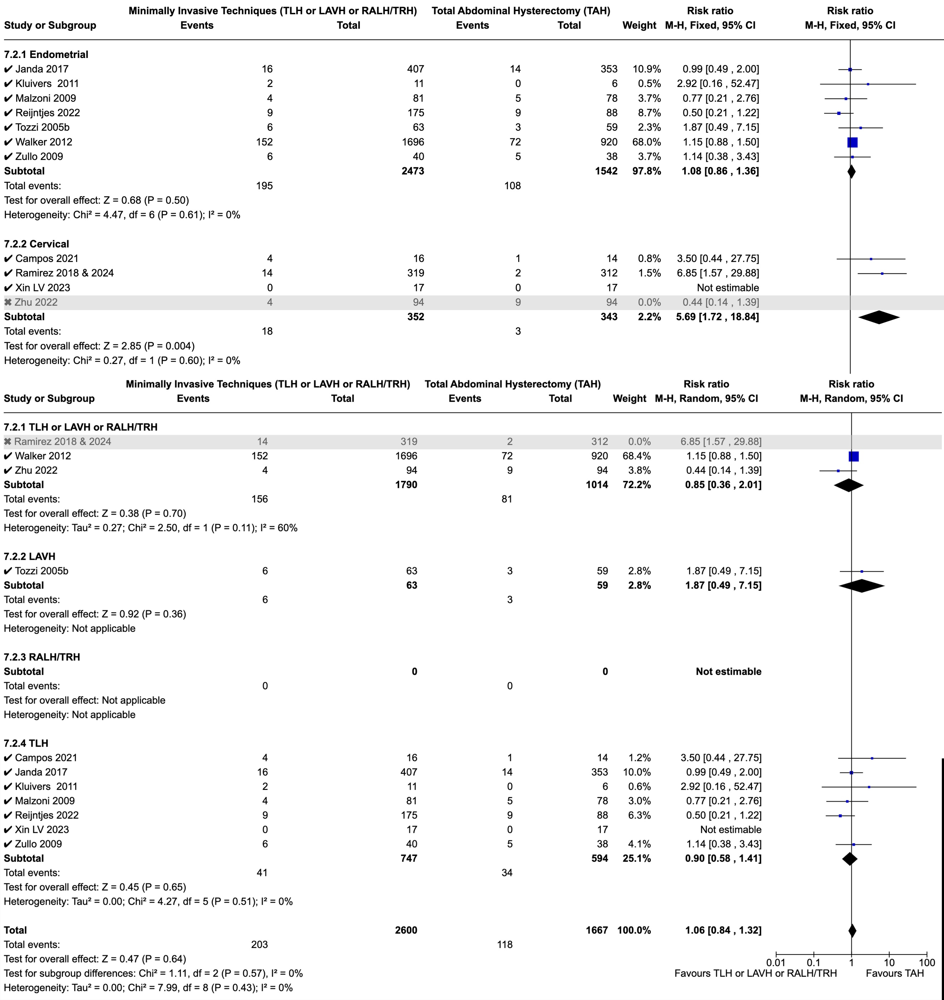 Minimally Invasive Techniques (TLH or LAVH or RALH/TRH) Total Abdominal Hysterectomy (TAH) Risk ratio Risk ratio
Study or Subgroup Events Total Events Total Weight M-H, Fixed, 95% CI M-H, Fixed, 95% CI
7.2.1 Endometrial
✔ Janda 2017 16 407 14 353 10.9% 0.99 [0.49 , 2.00]
✔ Kluivers 2011 2 11 0 6 0.5% 2.92 [0.16 , 52.47]
✔ Malzoni 2009 4 81 5 78 3.7% 0.77 [0.21 , 2.76]
✔ Reijntjes 2022 9 175 9 88 8.7% 0.50 [0.21 , 1.22]
✔ Tozzi 2005b 6 63 3 59 2.3% 1.87 [0.49 , 7.15]
✔ Walker 2012 152 1696 72 920 68.0% 1.15 [0.88 , 1.50]
✔ Zullo 2009 6 40 5 38 3.7% 1.14 [0.38 , 3.43]
Subtotal 2473 1542 97.8% 1.08 [0.86 , 1.36]
Total events: 195 108
Test for overall effect: Z = 0.68 (P = 0.50)
Heterogeneity: Chi² = 4.47, df = 6 (P = 0.61); I² = 0%
7.2.2 Cervical
✔ Campos 2021 4 16 1 14 0.8% 3.50 [0.44 , 27.75]
✔ Ramirez 2018 & 2024 14 319 2 312 1.5% 6.85 [1.57 , 29.88]
✔ Xin LV 2023 0 17 0 17 Not estimable
✖ Zhu 2022 4 94 9 94 0.0% 0.44 [0.14 , 1.39]
Subtotal 352 343 2.2% 5.69 [1.72 , 18.84]
Total events: 18 3
Test for overall effect: Z = 2.85 (P = 0.004)
Heterogeneity: Chi² = 0.27, df = 1 (P = 0.60); I² = 0%
Minimally Invasive Techniques (TLH or LAVH or RALH/TRH) Total Abdominal Hysterectomy (TAH) Risk ratio Risk ratio
Study or Subgroup Events Total Events Total Weight M-H, Random, 95% CI M-H, Random, 95% CI
7.2.1 TLH or LAVH or RALH/TRH
✖ Ramirez 2018 & 2024 14 319 2 312 0.0% 6.85 [1.57 , 29.88]
✔ Walker 2012 152 1696 72 920 68.4% 1.15 [0.88 , 1.50]
✔ Zhu 2022 4 94 9 94 3.8% 0.44 [0.14 , 1.39]
Subtotal 1790 1014 72.2% 0.85 [0.36 , 2.01]
Total events: 156 81
Test for overall effect: Z = 0.38 (P = 0.70)
Heterogeneity: Tau² = 0.27; Chi² = 2.50, df = 1 (P = 0.11); I² = 60%
7.2.2 LAVH
✔ Tozzi 2005b 6 63 3 59 2.8% 1.87 [0.49 , 7.15]
Subtotal 63 59 2.8% 1.87 [0.49 , 7.15]
Total events: 6 3
Test for overall effect: Z = 0.92 (P = 0.36)
Heterogeneity: Not applicable
7.2.3 RALH/TRH
Subtotal 0 0 Not estimable
Total events: 0 0
Test for overall effect: Not applicable
Heterogeneity: Not applicable
7.2.4 TLH
✔ Campos 2021 4 16 1 14 1.2% 3.50 [0.44 , 27.75]
✔ Janda 2017 16 407 14 353 10.0% 0.99 [0.49 , 2.00]
✔ Kluivers 2011 2 11 0 6 0.6% 2.92 [0.16 , 52.47]
✔ Malzoni 2009 4 81 5 78 3.0% 0.77 [0.21 , 2.76]
✔ Reijntjes 2022 9 175 9 88 6.3% 0.50 [0.21 , 1.22]
✔ Xin LV 2023 0 17 0 17 Not estimable
✔ Zullo 2009 6 40 5 38 4.1% 1.14 [0.38 , 3.43]
Subtotal 747 594 25.1% 0.90 [0.58 , 1.41]
Total events: 41 34
Test for overall effect: Z = 0.45 (P = 0.65)
Heterogeneity: Tau² = 0.00; Chi² = 4.27, df = 5 (P = 0.51); I² = 0%
Total 2600 1667 100.0% 1.06 [0.84 , 1.32]
Total events: 203 118
Test for overall effect: Z = 0.47 (P = 0.64)
0.01 0.1 1 10 100
Test for subgroup differences: Chi² = 1.11, df = 2 (P = 0.57), I² = 0% Favours TLH or LAVH or RALH/TRH Favours TAH
Heterogeneity: Tau² = 0.00; Chi² = 7.99, df = 8 (P = 0.43); I² = 0%